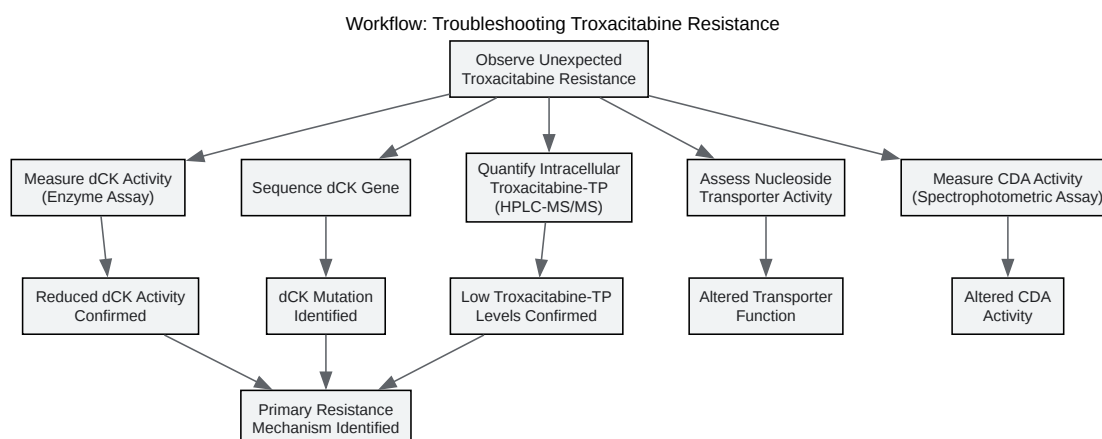 Workflow: Troubleshooting Troxacitabine Resistance
Observe Unexpected
Troxacitabine Resistance
Measure dCK Activity
(Enzyme Assay)
Sequence dCK Gene
Quantify Intracellular
Troxacitabine-TP
(HPLC-MS/MS)
Assess Nucleoside
Transporter Activity
Measure CDA Activity
(Spectrophotometric Assay)
Reduced dCK Activity
Confirmed
dCK Mutation
Identified
Low Troxacitabine-TP
Levels Confirmed
Altered Transporter
Function
Altered CDA
Activity
Primary Resistance
Mechanism Identified